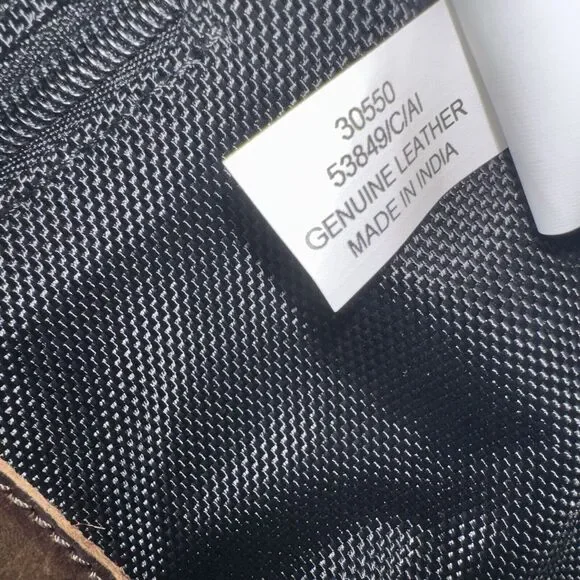 30550
53849/C/AI
GENUINE LEATHER
MADE IN INDIA